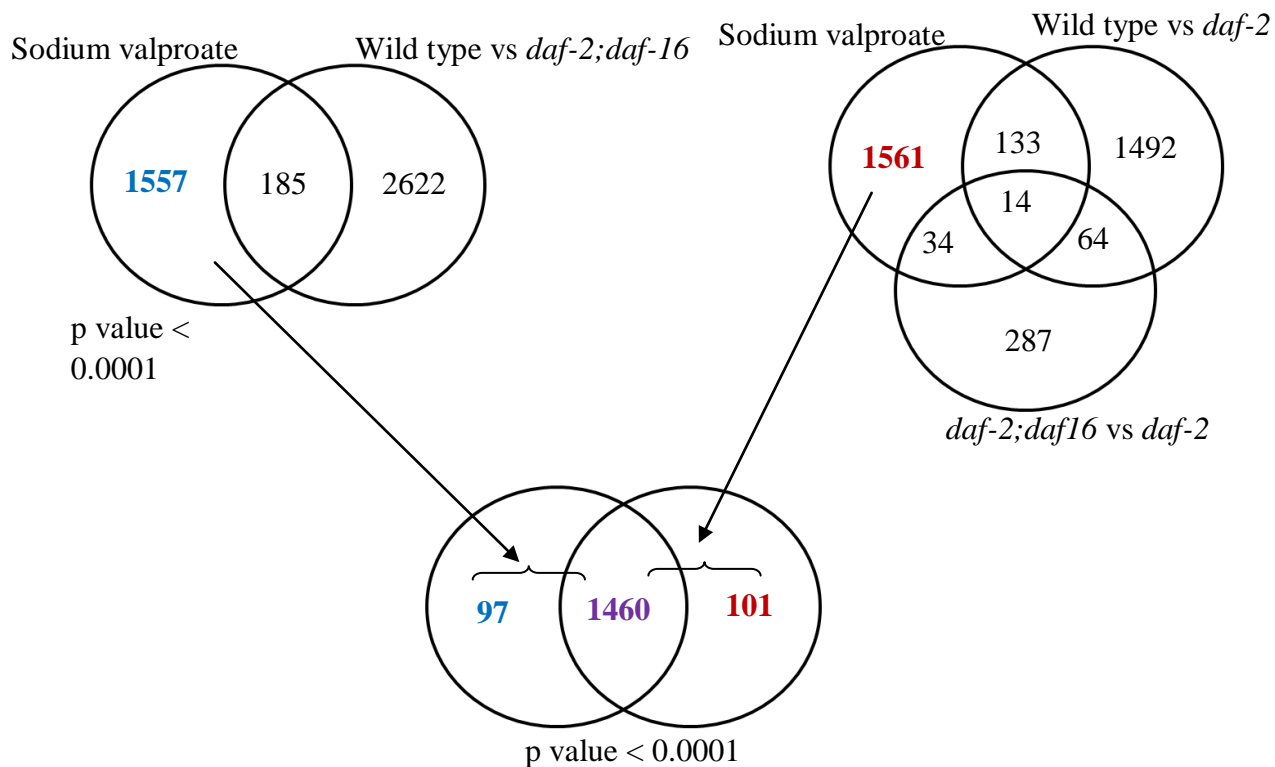 Sodium valproate
Wild type vs daf-2;daf-16
1557
185
2622
p value <
0.0001
Sodium valproate
Wild type vs daf-2
1561
133
1492
14
34
64
287
daf-2;daf16 vs daf-2
97
1460
101
p value < 0.0001